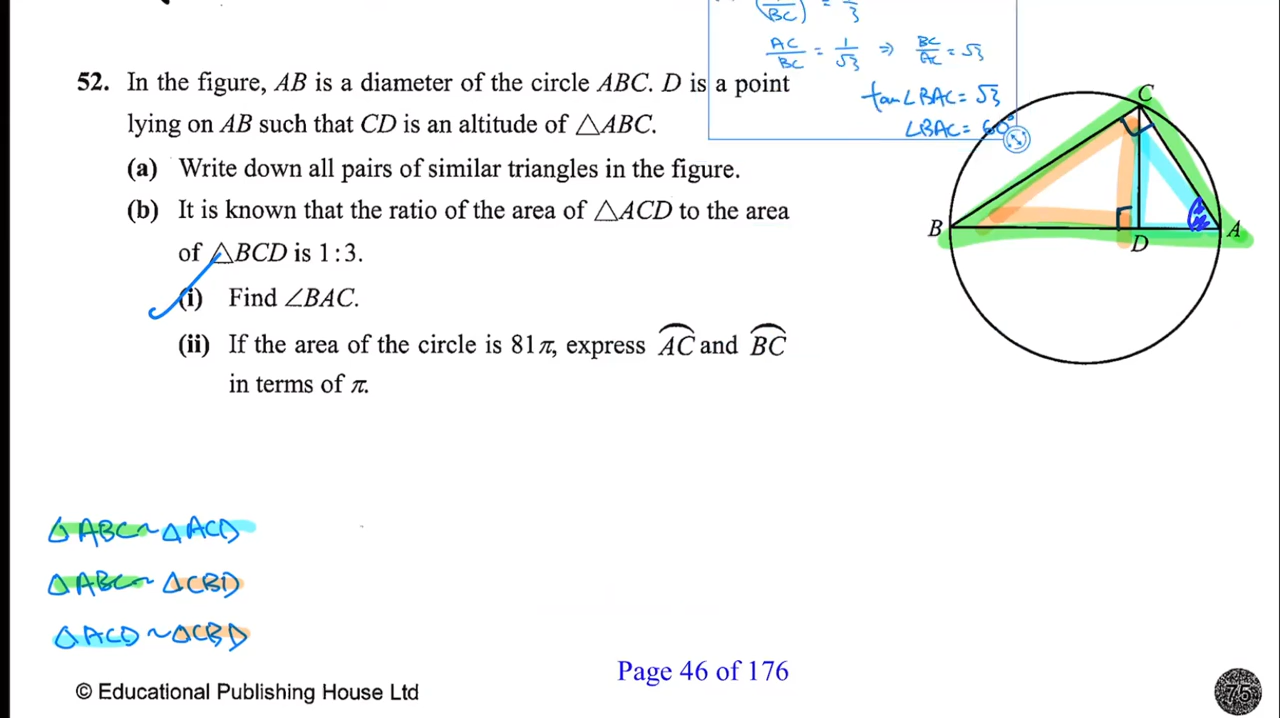 (   /BC) = 1/3
AC/BC = 1/√3 ⇒ BC/AC = √3
tan∠BAC = √3
∠BAC = 60°
52. In the figure, AB is a diameter of the circle ABC. D is a point
lying on AB such that CD is an altitude of △ABC.
(a) Write down all pairs of similar triangles in the figure.
(b) It is known that the ratio of the area of △ACD to the area
of △BCD is 1 : 3.
(i) Find ∠BAC.
(ii) If the area of the circle is 81π, express AC and BC
in terms of π.
C
B
D
A
△ABC ~ △ACD
△ABC ~ △CBD
△ACD ~ △CBD
Page 46 of 176
© Educational Publishing House Ltd
75